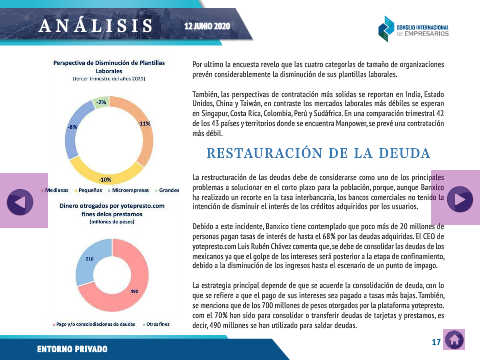 ANÁLISIS
12 JUNIO 2020
CONSEJO INTERNACIONAL
DE EMPRESARIOS
Perspectiva de Disminución de Plantillas
Laborales
(tercer trimestre del años 2020)
-2%
-11%
-8%
-10%
Medianas Pequeñas Microempresas Grandes
Dinero otorgados por yotepresto.com
fines delos prestamos
(millones de pesos)
210
490
Pago y/o consolidaciones de deudas Otros fines
Por ultimo la encuesta revelo que las cuatro categorías de tamaño de organizaciones
prevén considerablemente la disminución de sus plantillas laborales.
También, las perspectivas de contratación más solidas se reportan en India, Estado
Unidos, China y Taiwán, en contraste los mercados laborales más débiles se esperan
en Singapur, Costa Rica, Colombia, Perú y Sudáfrica. En una comparación trimestral 42
de los 43 países y territorios donde se encuentra Manpower, se prevé una contratación
más débil.
RESTAURACIÓN DE LA DEUDA
La restructuración de las deudas debe de considerarse como uno de los principales
problemas a solucionar en el corto plazo para la población, porque, aunque Banxico
ha realizado un recorte en la tasa interbancaria, los bancos comerciales no tenido la
intención de disminuir el interés de los créditos adquiridos por los usuarios.
Debido a este incidente, Banxico tiene contemplado que poco más de 20 millones de
personas pagan tasas de interés de hasta el 68% por las deudas adquiridas. El CEO de
yotepresto.com Luis Rubén Chávez comenta que, se debe de consolidar las deudas de los
mexicanos ya que el golpe de los intereses será posterior a la etapa de confinamiento,
debido a la disminución de los ingresos hasta el escenario de un punto de impago.
La estrategia principal depende de que se acuerde la consolidación de deuda, con lo
que se refiere a que el pago de sus intereses sea pagado a tasas más bajas. También,
se menciona que de los 700 millones de pesos otorgados por la plataforma yotepresto.
com el 70% han sido para consolidar o transferir deudas de tarjetas y prestamos, es
decir, 490 millones se han utilizado para saldar deudas.
17
ENTORNO PRIVADO